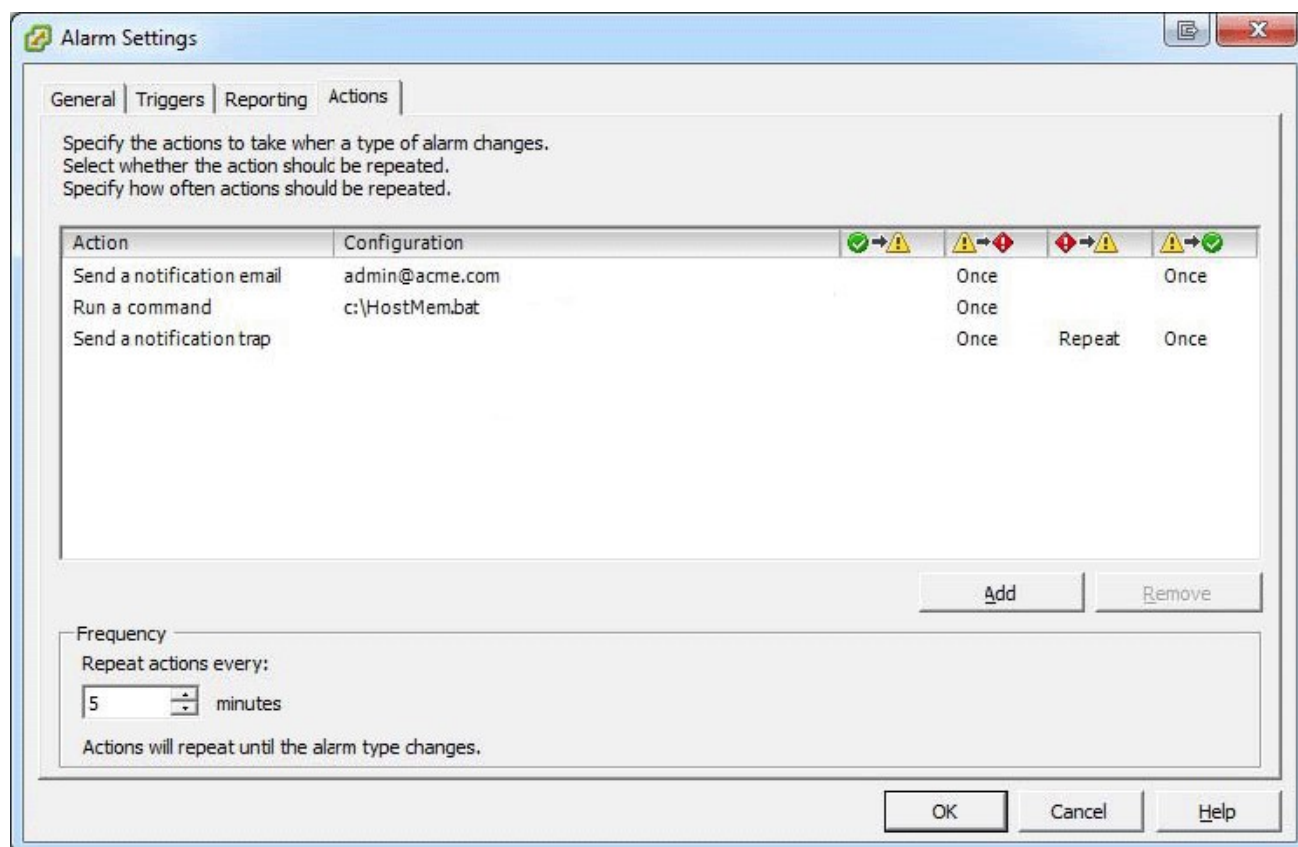 Alarm Settings
General Triggers Reporting Actions
Specify the actions to take when a type of alarm changes.
Select whether the action should be repeated.
Specify how often actions should be repeated.
Action Configuration
Send a notification email admin@acme.com Once Once
Run a command c:\HostMem.bat Once
Send a notification trap Once Repeat Once
Add Remove
Frequency
Repeat actions every:
5 minutes
Actions will repeat until the alarm type changes.
OK Cancel Help